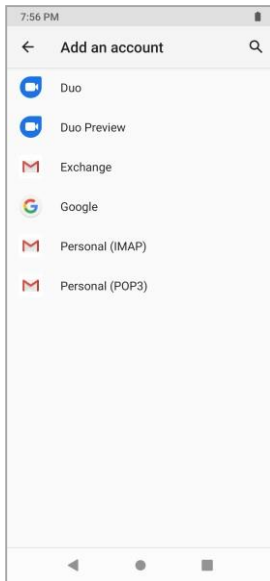 7:56 PM
Add an account
Duo
Duo Preview
Exchange
Google
Personal (IMAP)
Personal (POP3)